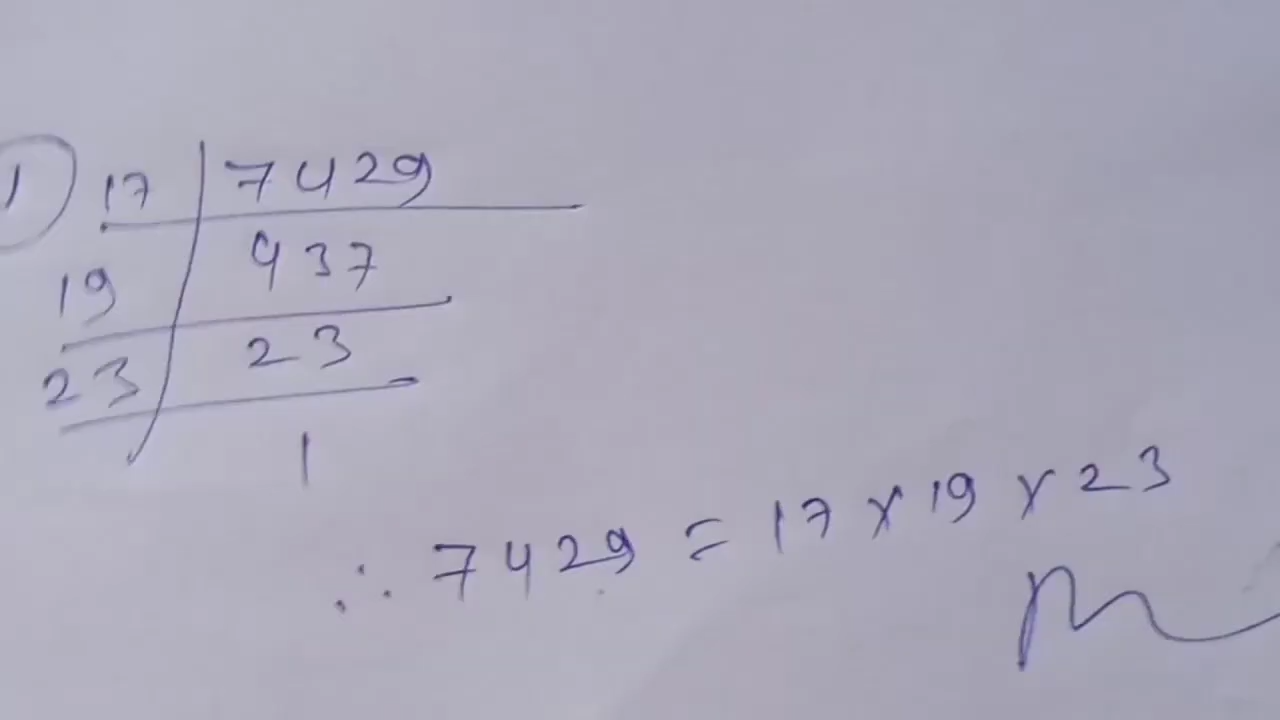 1 17 7429
19 437
23 23
1
∴ 7429 = 17 × 19 × 23